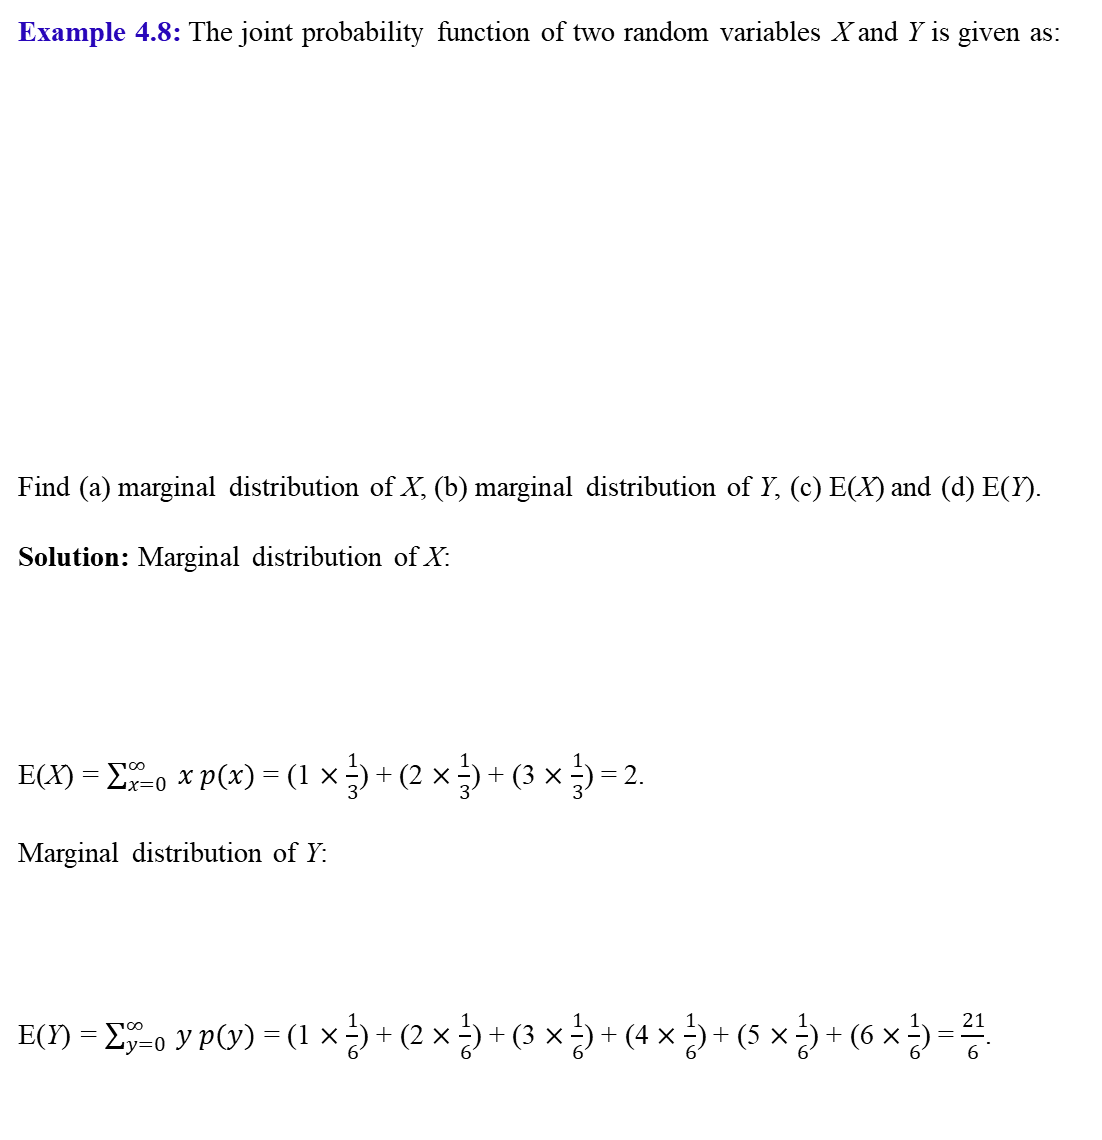 Example 4.8: The joint probability function of two random variables X and Y is given as:
Find (a) marginal distribution of X, (b) marginal distribution of Y, (c) E(X) and (d) E(Y).
Solution: Marginal distribution of X:
E(X) = ∑_{x=0}^{∞} x p(x) = (1 × 1/3) + (2 × 1/3) + (3 × 1/3) = 2.
Marginal distribution of Y:
E(Y) = ∑_{y=0}^{∞} y p(y) = (1 × 1/6) + (2 × 1/6) + (3 × 1/6) + (4 × 1/6) + (5 × 1/6) + (6 × 1/6) = 21/6.